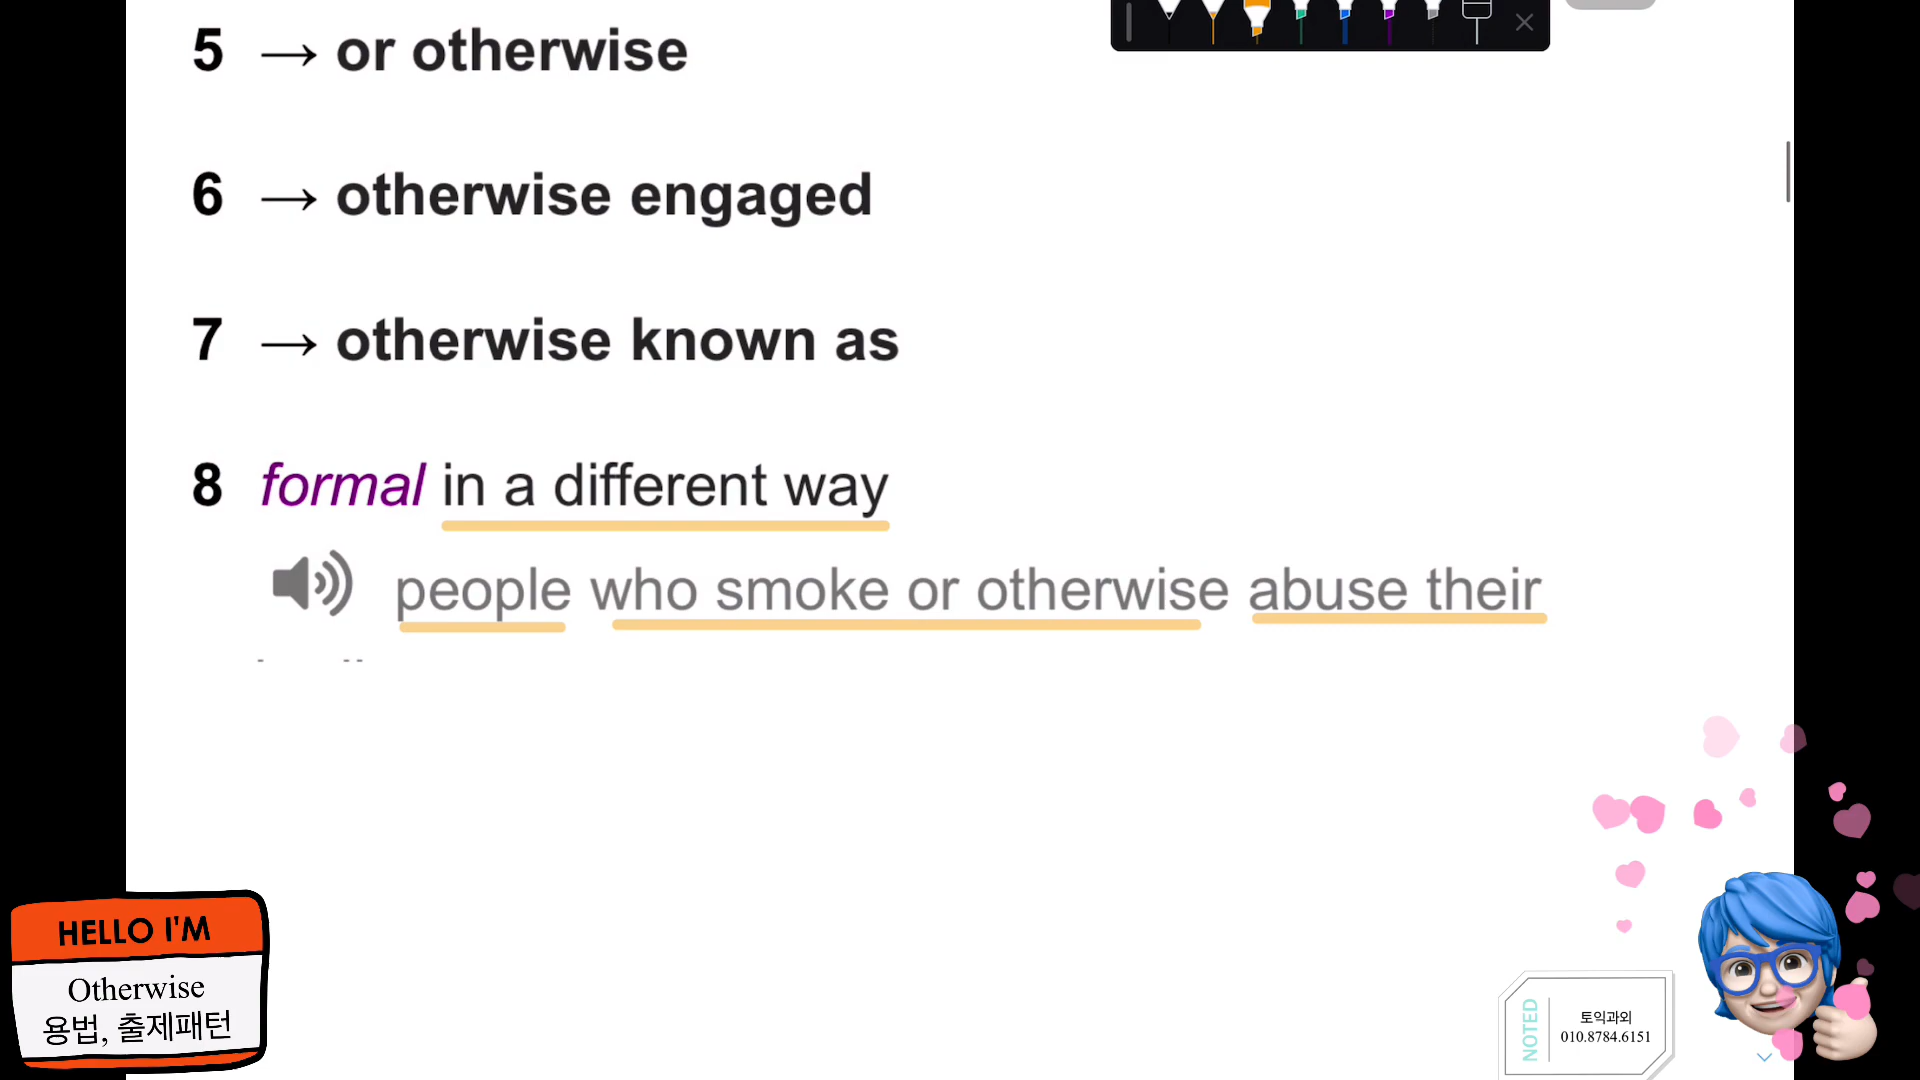 5 → or otherwise
6 → otherwise engaged
7 → otherwise known as
8 formal in a different way
people who smoke or otherwise abuse their
HELLO I'M
Otherwise
용법, 출제패턴
NOTED
토익과외
010.8784.6151